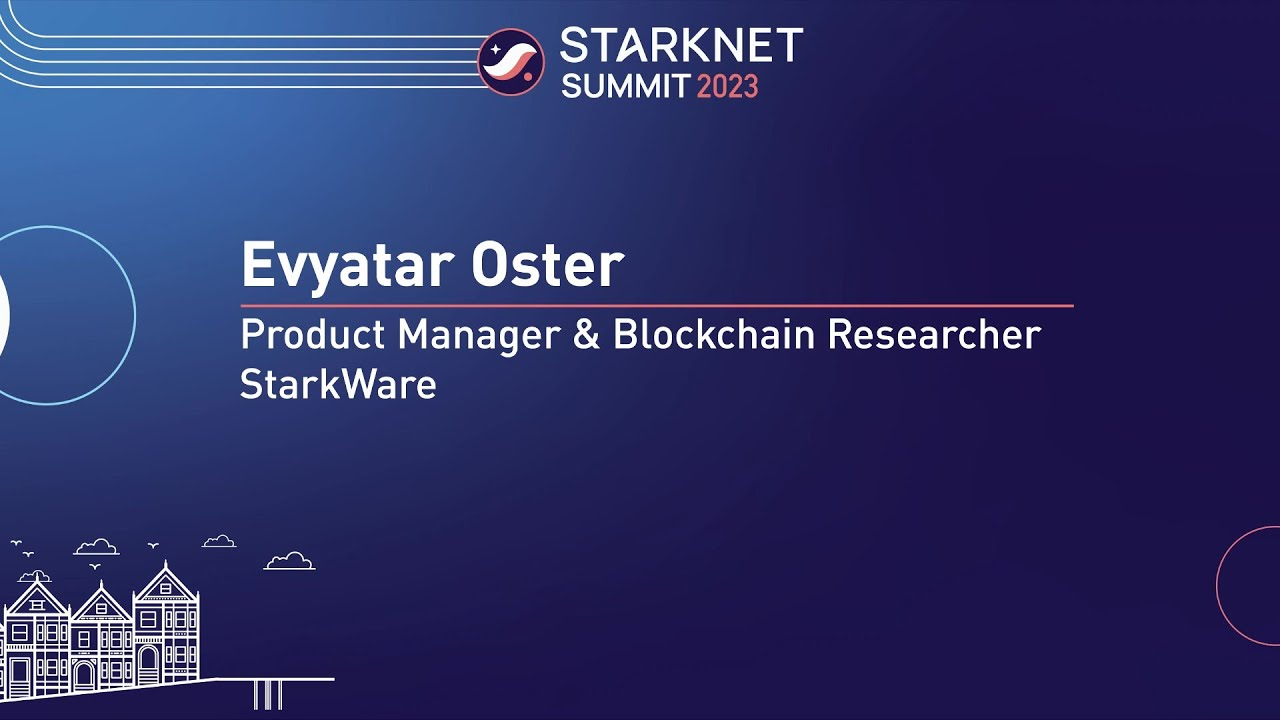 STARKNET
SUMMIT 2023
Evyatar Oster
Product Manager & Blockchain Researcher
StarkWare